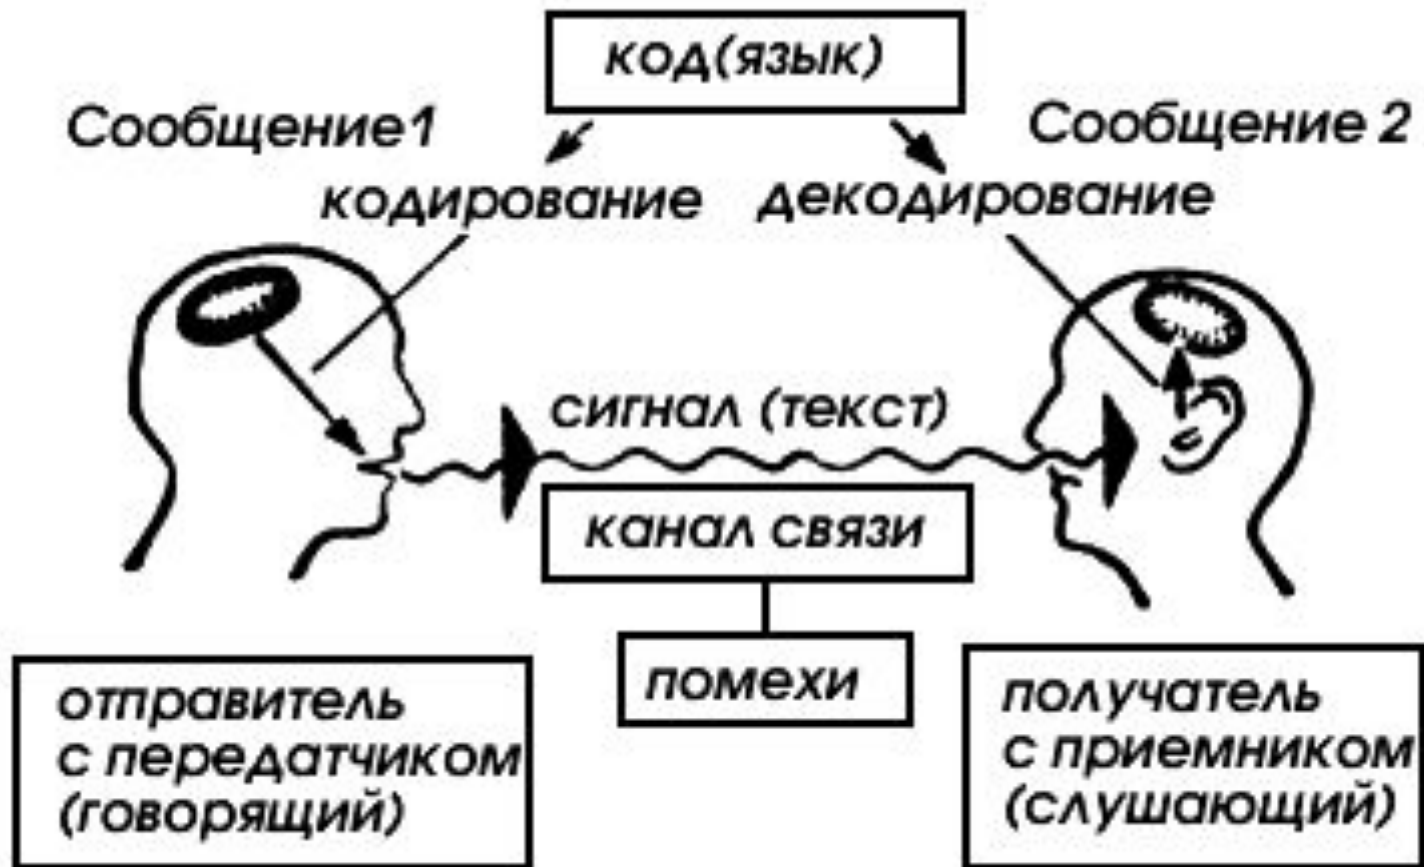 код(язык)
Сообщение1
Сообщение 2
кодирование
декодирование
сигнал (текст)
канал связи
помехи
отправитель
с передатчиком
(говорящий)
получатель
с приемником
(слушающий)